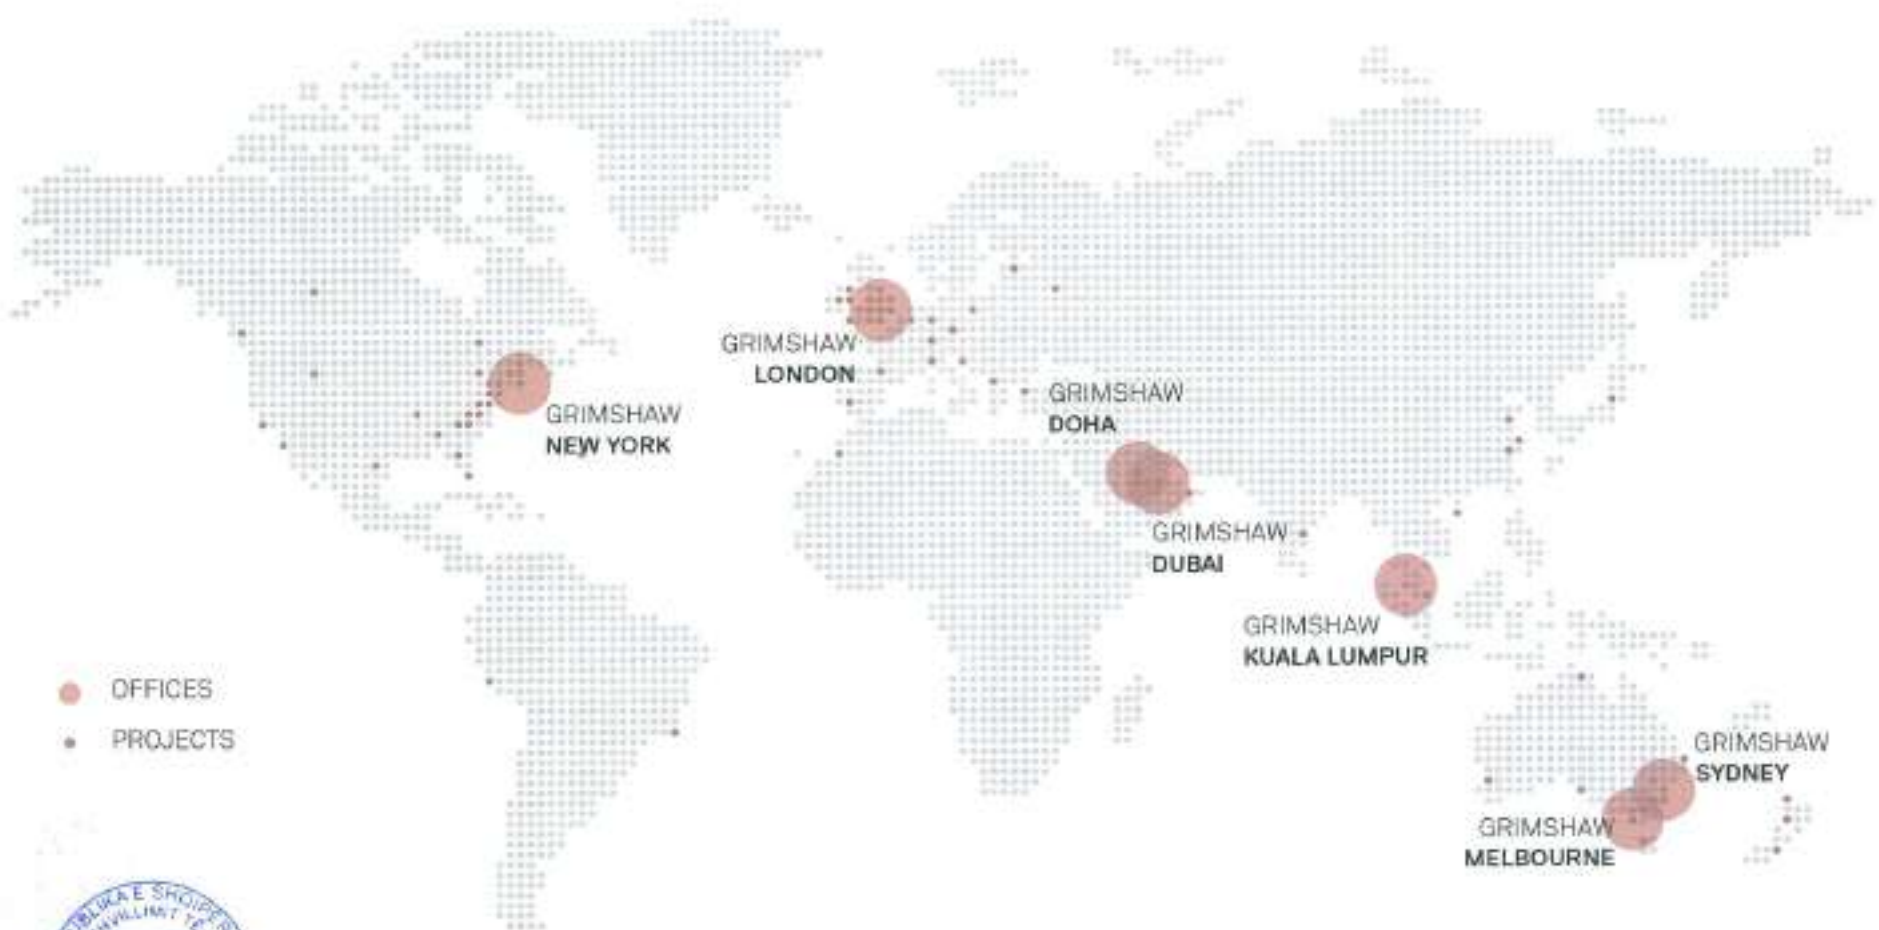 GRIMSHAW
LONDON
GRIMSHAW
NEW YORK
GRIMSHAW
DOHA
GRIMSHAW
DUBAI
GRIMSHAW
KUALA LUMPUR
OFFICES
PROJECTS
GRIMSHAW
SYDNEY
GRIMSHAW
MELBOURNE